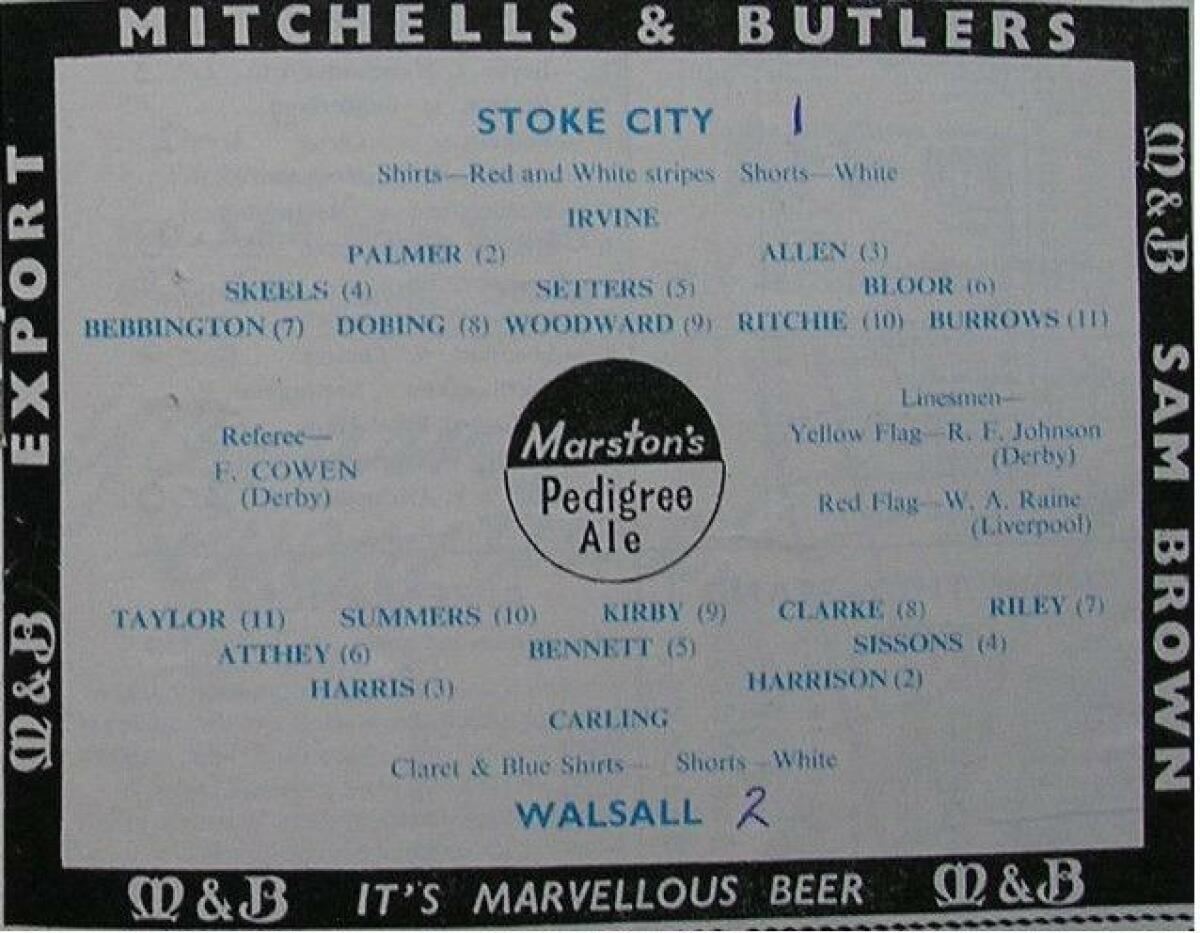 MITCHELLS & BUTLERS
STOKE CITY 1
Shirts—Red and White stripes Shorts—White
IRVINE
PALMER (2) ALLEN (3)
SKEELS (4) SETTERS (5) BLOOR (6)
BEBBINGTON (7) DOBING (8) WOODWARD (9) RITCHIE (10) BURROWS (11)
Referee—
F. COWEN
(Derby)
Marston's
Pedigree
Ale
Linesmen—
Yellow Flag—R. F. Johnson
(Derby)
Red Flag—W. A. Raine
(Liverpool)
TAYLOR (11) SUMMERS (10) KIRBY (9) CLARKE (8) RILEY (7)
ATTHEY (6) BENNETT (5) SISSONS (4)
HARRIS (3) HARRISON (2)
CARLING
Claret & Blue Shirts— Shorts—White
WALSALL 2
M&B EXPORT
M&B SAM BROWN
M&B IT'S MARVELLOUS BEER M&B